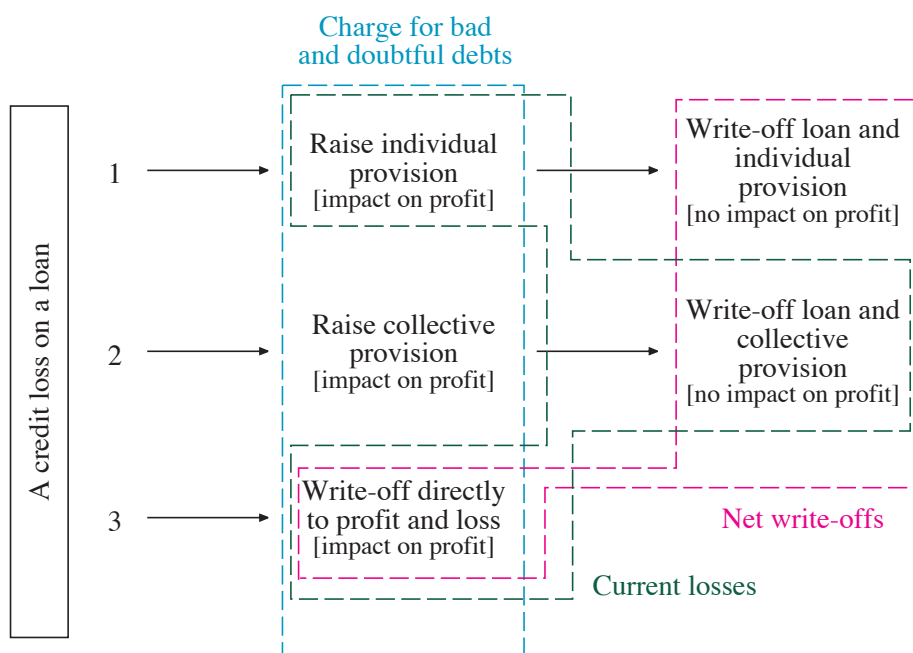 Charge for bad
and doubtful debts
A credit loss on a loan
1
Raise individual
provision
[impact on profit]
Write-off loan and
individual
provision
[no impact on profit]
2
Raise collective
provision
[impact on profit]
Write-off loan and
collective
provision
[no impact on profit]
3
Write-off directly
to profit and loss
[impact on profit]
Net write-offs
Current losses